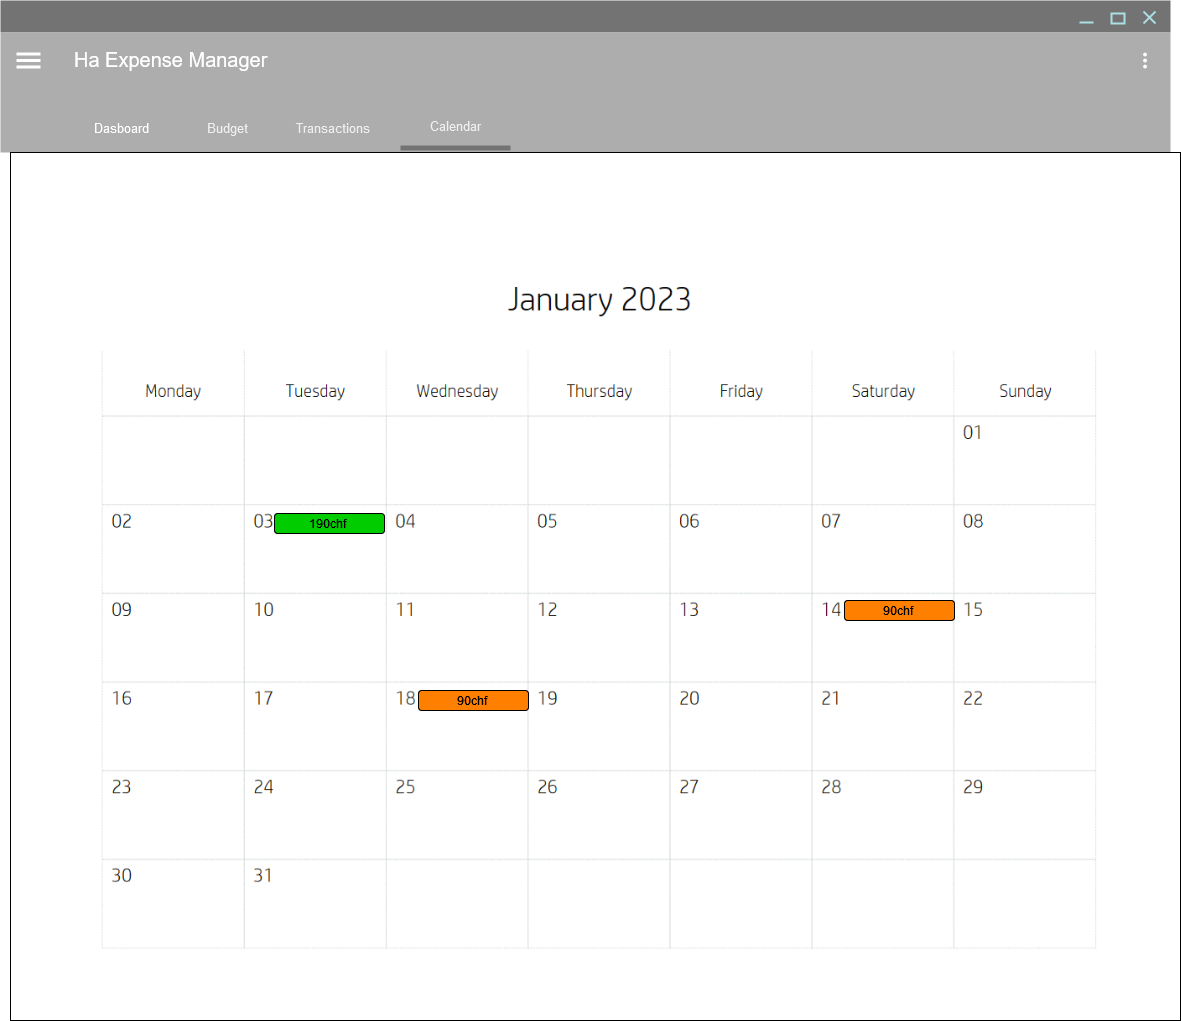 Ha Expense Manager
Dasboard Budget Transactions Calendar
January 2023
Monday Tuesday Wednesday Thursday Friday Saturday Sunday
01
02 03 190chf 04 05 06 07 08
09 10 11 12 13 14 90chf 15
16 17 18 90chf 19 20 21 22
23 24 25 26 27 28 29
30 31